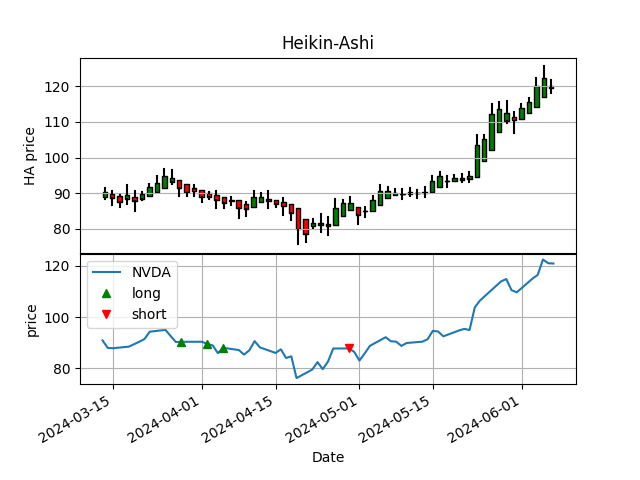 Heikin-Ashi
HA price
120
110
100
90
80
price
120
100
80
NVDA
long
short
2024-03-15
2024-04-01
2024-04-15
2024-05-01
2024-05-15
2024-06-01
Date